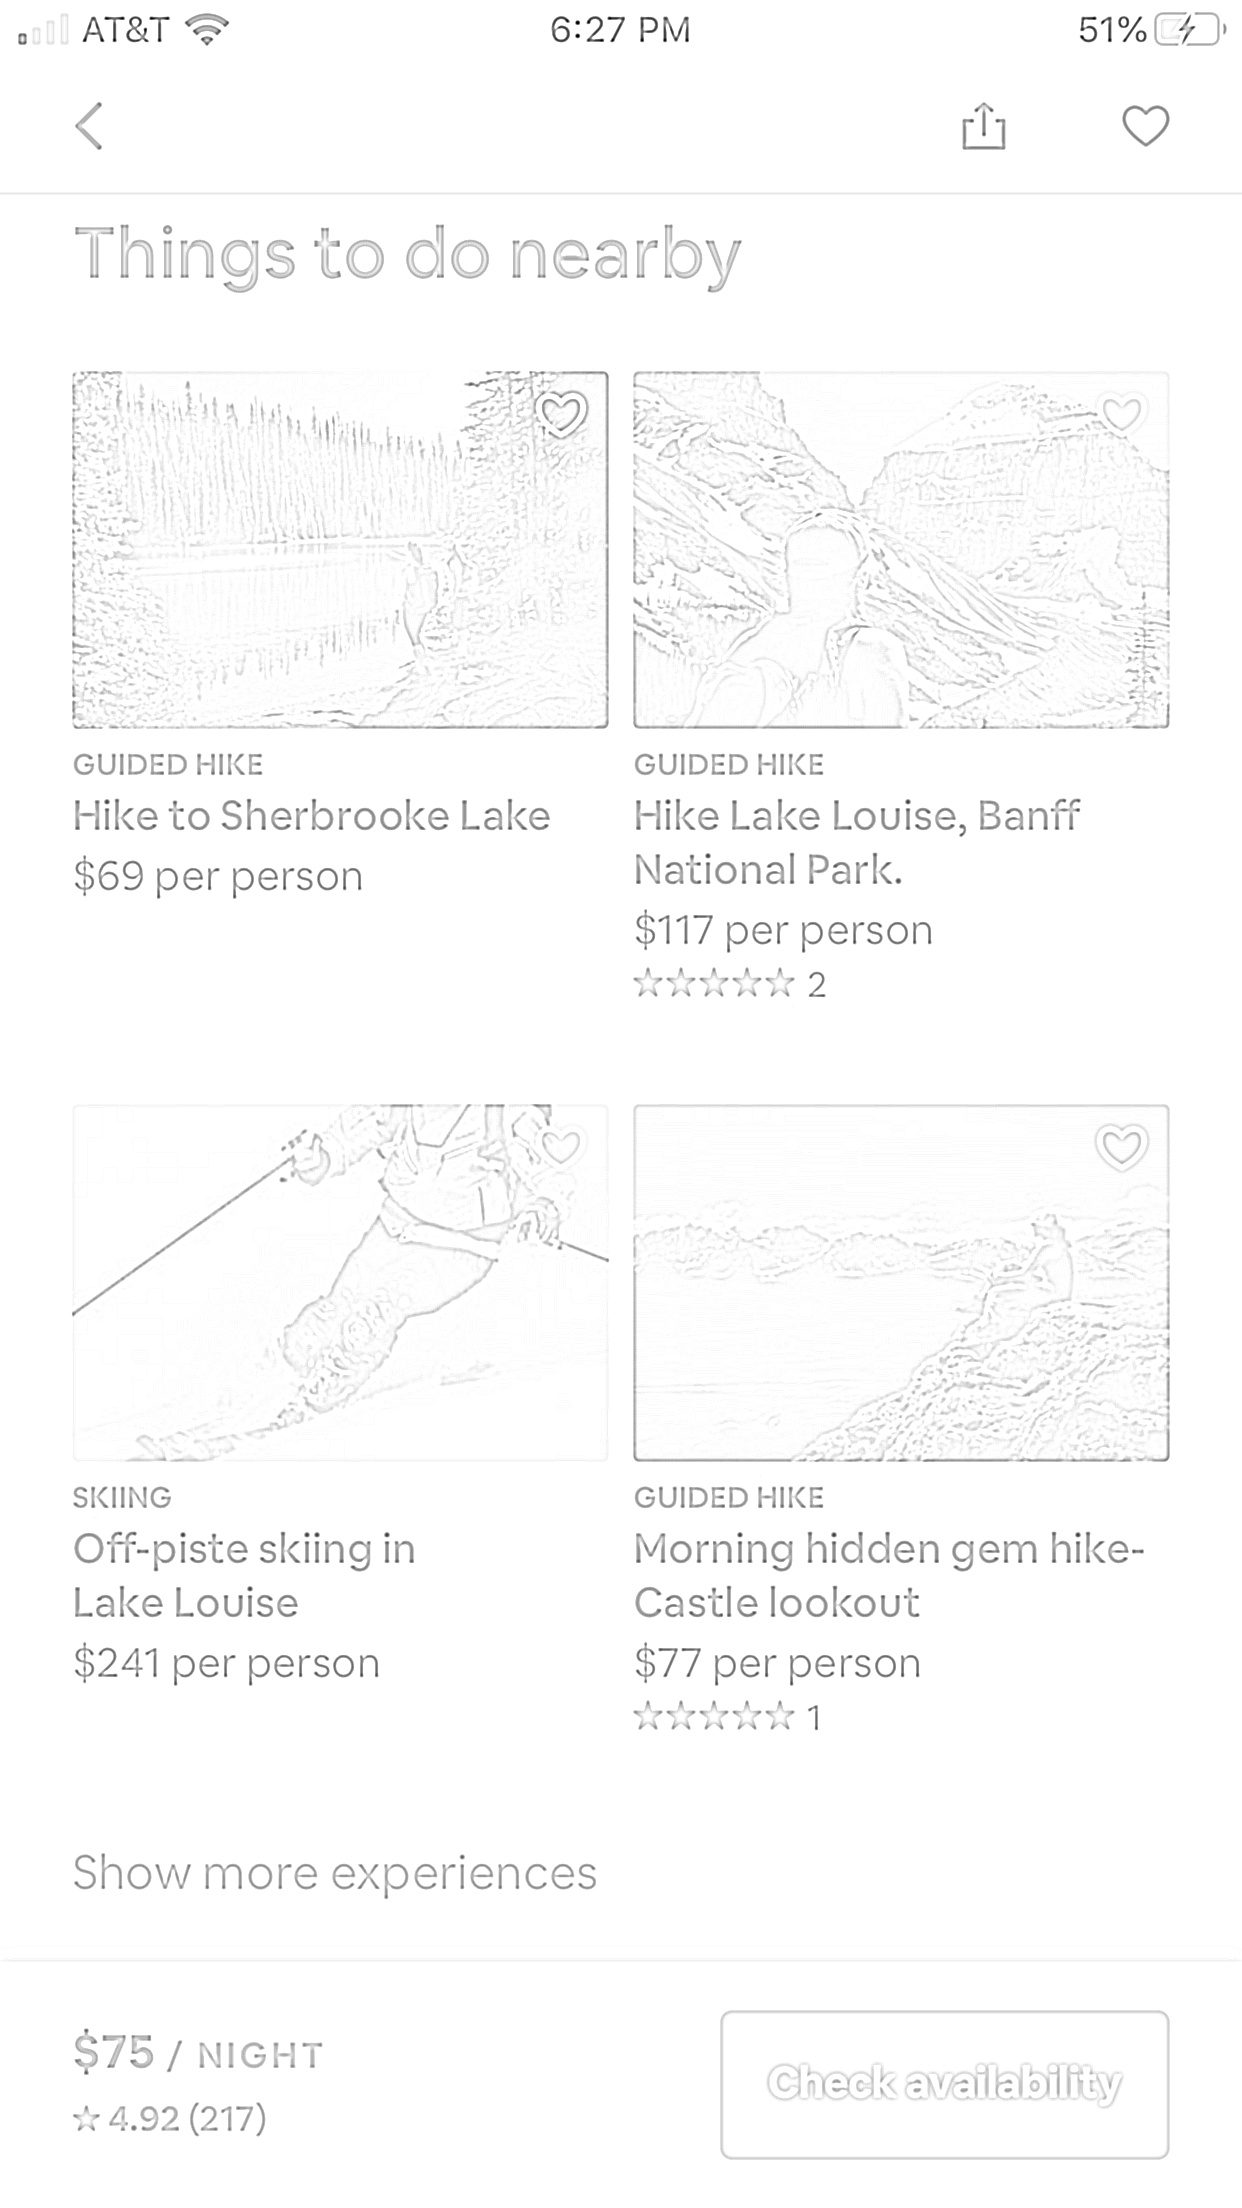 AT&T 6:27 PM 51%
Things to do nearby
GUIDED HIKE
Hike to Sherbrooke Lake
$69 per person
GUIDED HIKE
Hike Lake Louise, Banff
National Park.
$117 per person
2
SKIING
Off-piste skiing in
Lake Louise
$241 per person
GUIDED HIKE
Morning hidden gem hike-
Castle lookout
$77 per person
1
Show more experiences
$75 / NIGHT
4.92 (217)
Check availability